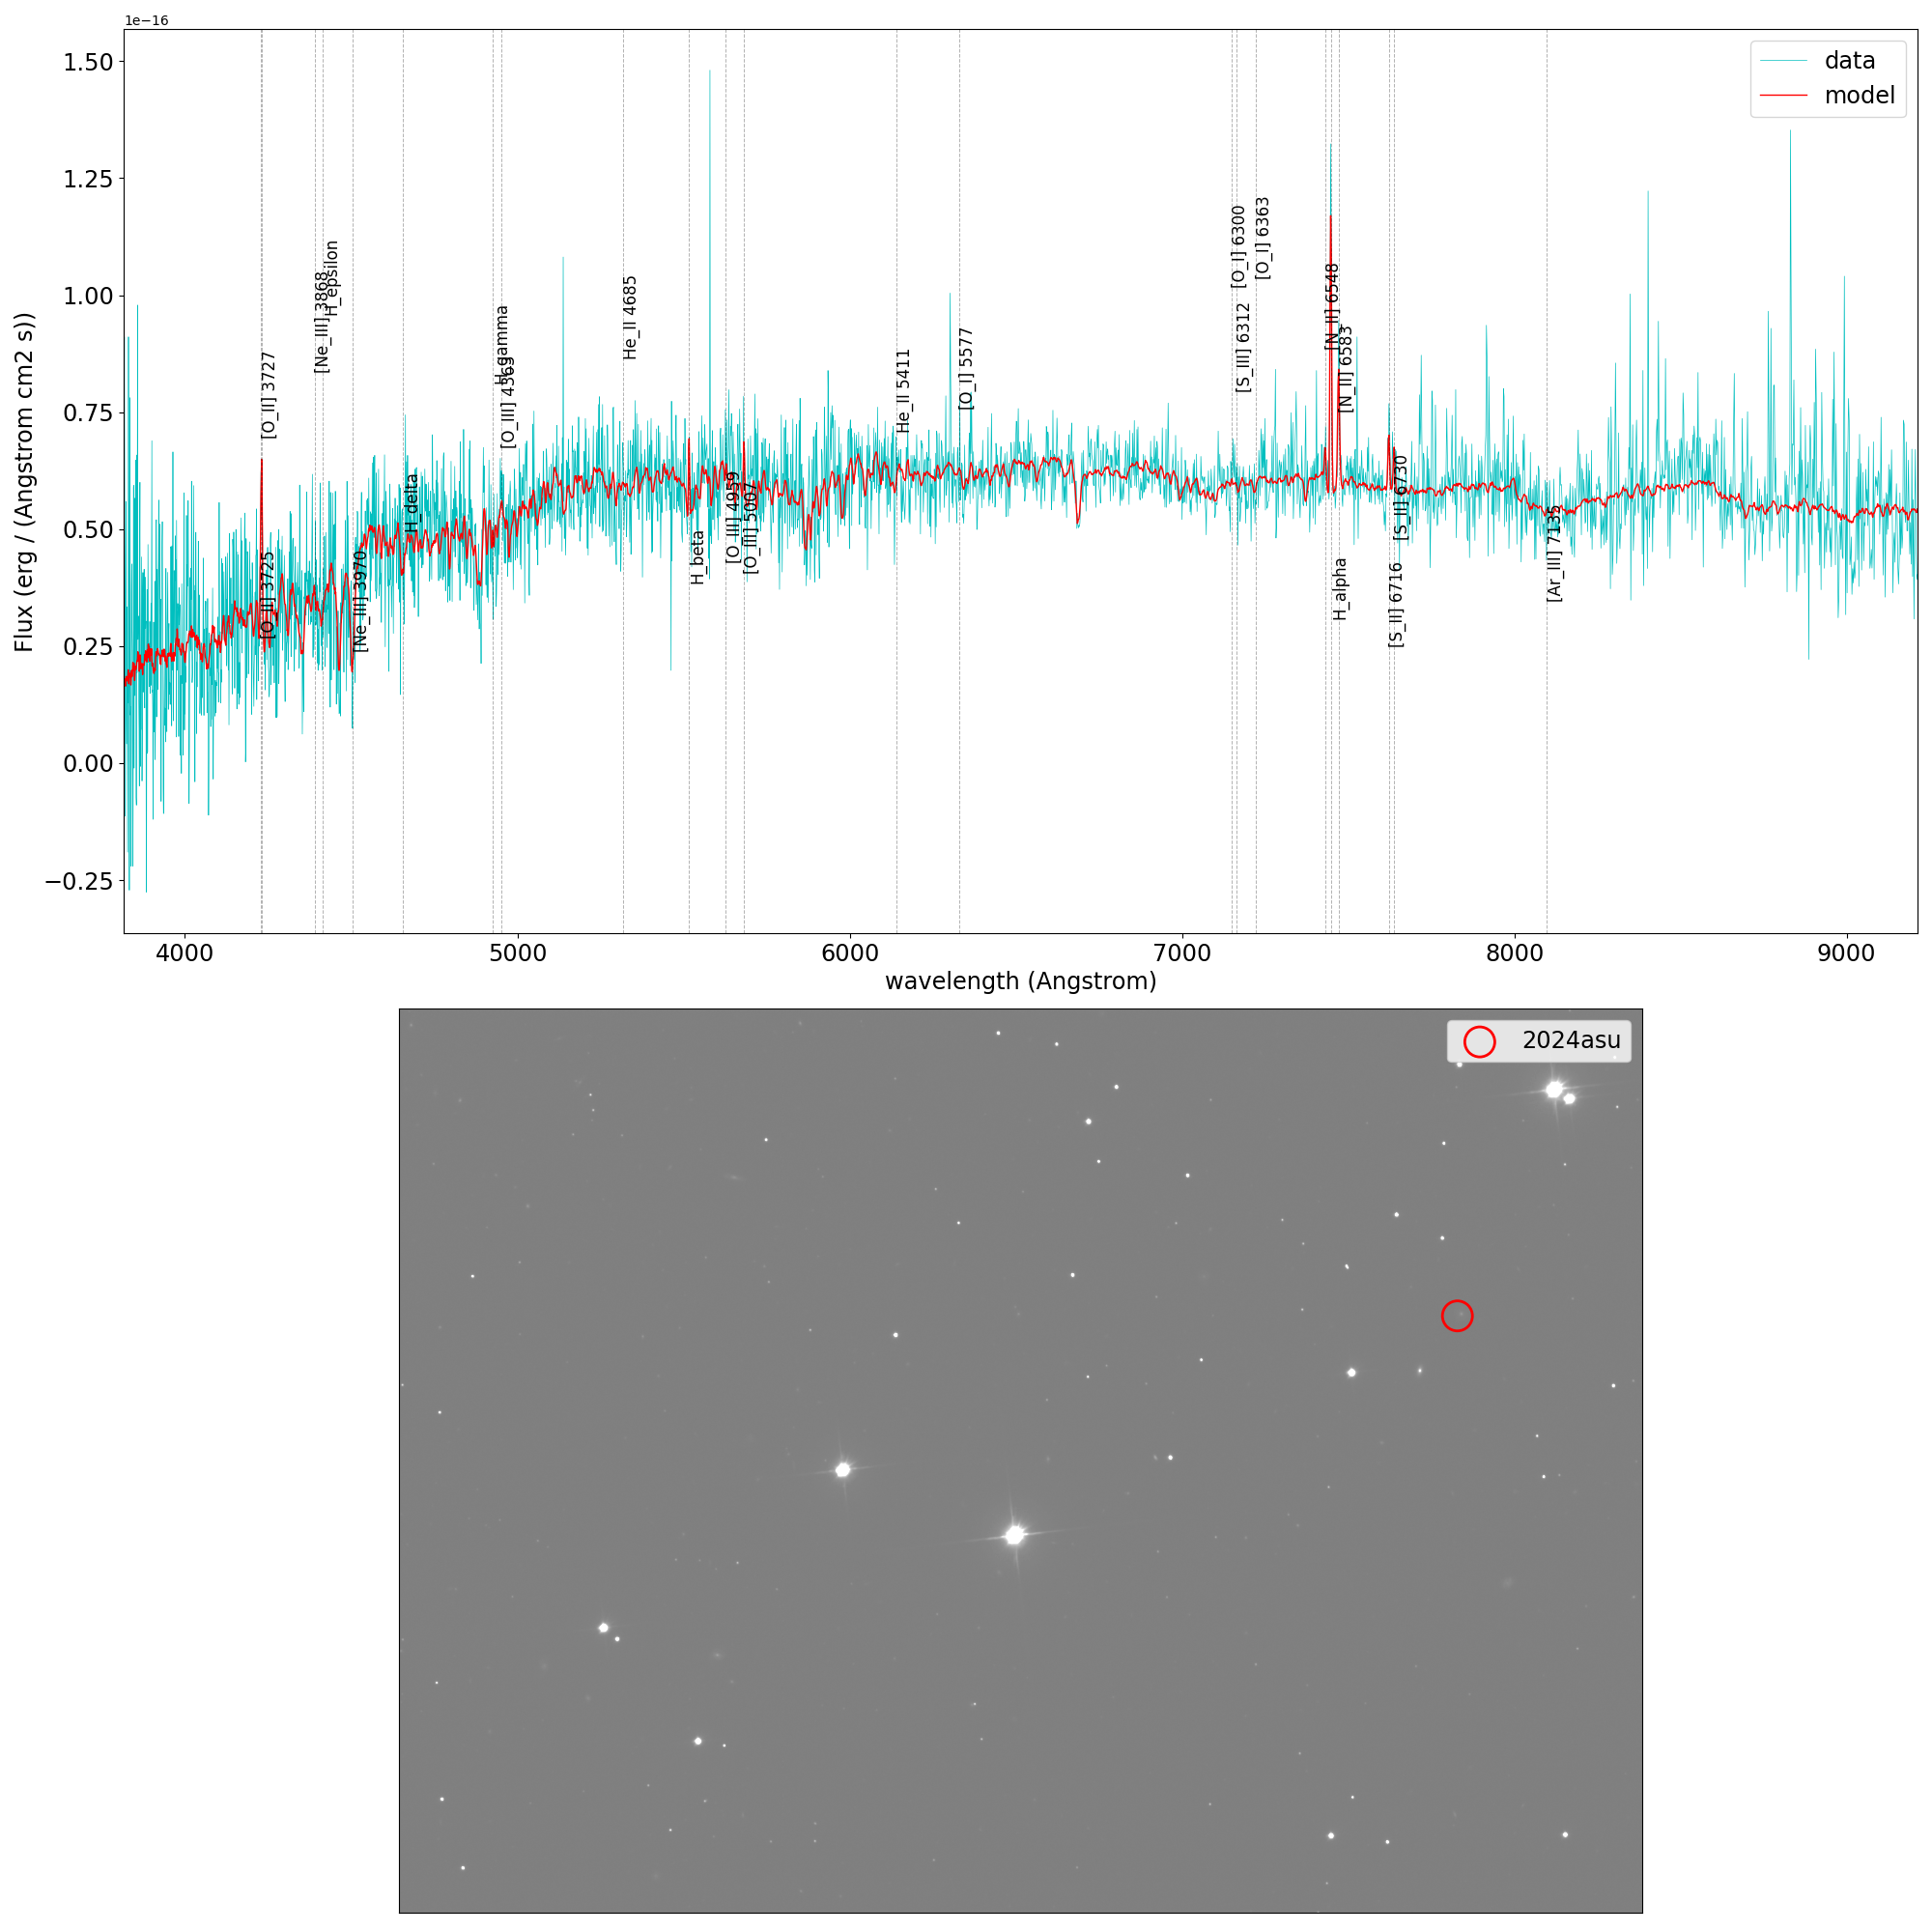 1e−16
1.50
1.25
1.00
0.75
0.50
0.25
0.00
−0.25
Flux (erg / (Angstrom cm2 s))
data
model
[O_II] 3725
[O_II] 3727
[Ne_III] 3868
H_epsilon
[Ne_III] 3970
H_delta
H_gamma
[O_III] 4363
He_II 4685
H_beta
[O_III] 4959
[O_III] 5007
He_II 5411
[O_I] 5577
[O_I] 6300
[S_III] 6312
[O_I] 6363
[N_II] 6548
H_alpha
[N_II] 6583
[S_II] 6716
[S_II] 6730
[Ar_III] 7135
4000 5000 6000 7000 8000 9000
wavelength (Angstrom)
2024asu